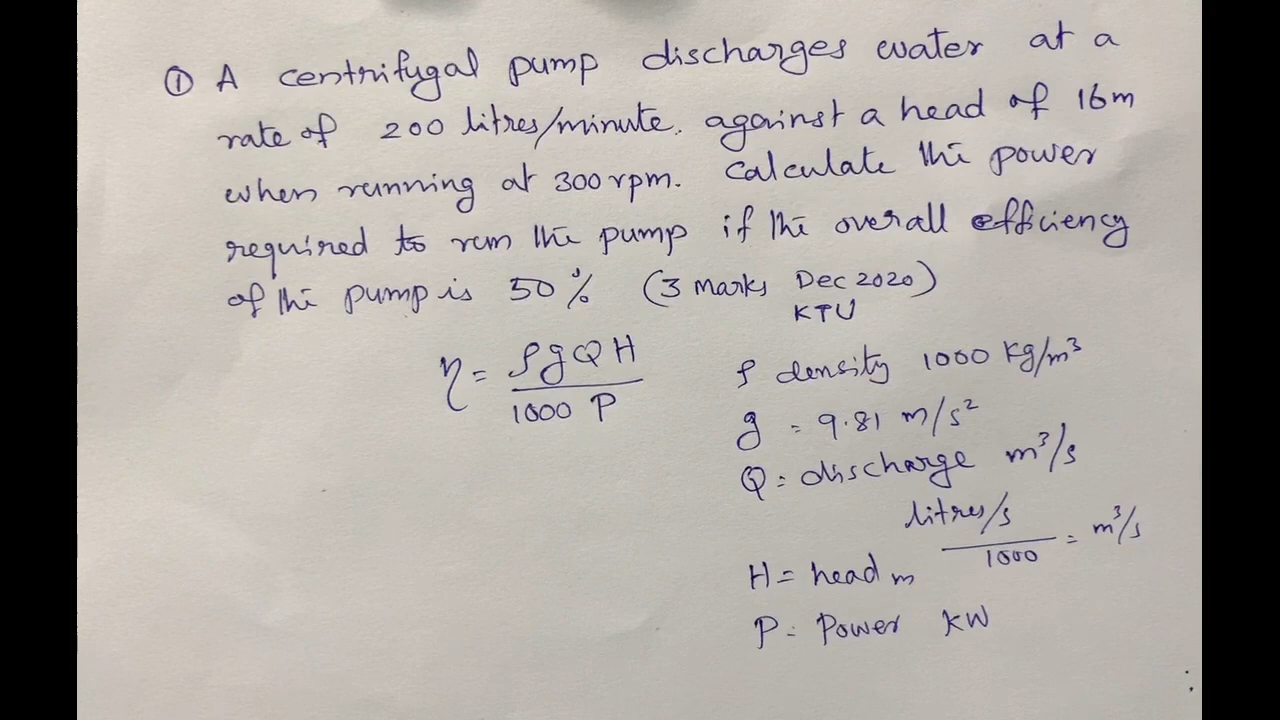 ① A centrifugal pump discharges water at a
rate of 200 litres/minute. against a head of 16m
when running at 300 rpm. Calculate the power
required to run the pump if the overall efficiency
of the pump is 50% (3 marks Dec 2020)
KTU
η = ρgQH / 1000 P
ρ density 1000 kg/m³
g = 9.81 m/s²
Q = discharge m³/s
litres/s / 1000 = m³/s
H = head m
P = Power KW